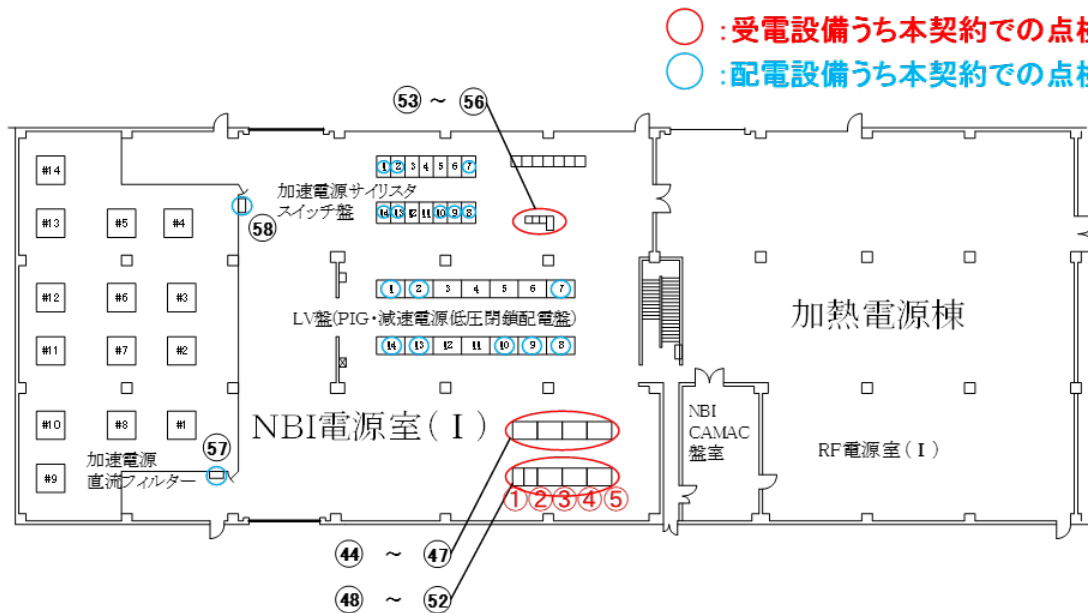 ○ :受電設備うち本契約での点検
○ :配電設備うち本契約での点検
53 ~ 56
#14
1 2 3 4 5 6 7
加速電源サイリスタ
スイッチ盤
14 13 12 11 10 9 8
#13 #5 #4
58
#12 #6 #3
1 2 3 4 5 6 7
LV盤(PIG・減速電源低圧閉鎖配電盤)
加熱電源棟
#11 #7 #2
14 13 12 11 10 9 8
#10 #8 #1
NBI電源室(Ⅰ)
NBI
CAMAC
盤室
RF電源室(Ⅰ)
57
加速電源
直流フィルター
#9
① ② ③ ④ ⑤
44 ~ 47
48 ~ 52